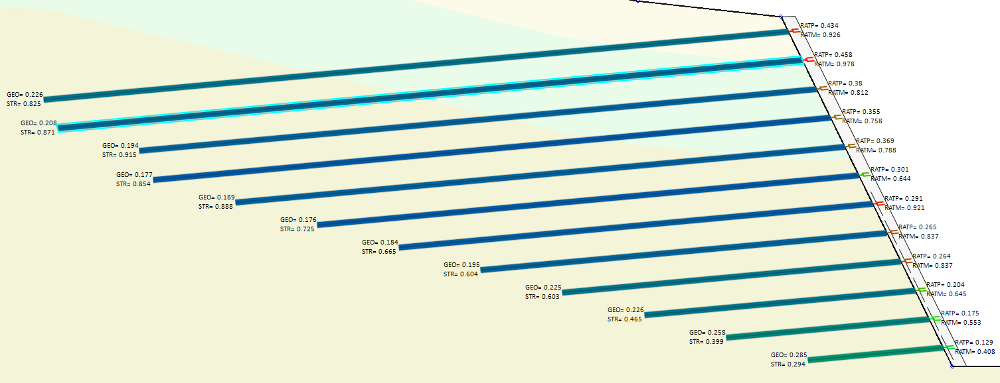 RATP= 0.434
RATM= 0.926
RATP= 0.458
RATM= 0.978
RATP= 0.38
RATM= 0.812
GEO= 0.226
STR= 0.825
RATP= 0.355
RATM= 0.758
GEO= 0.208
STR= 0.871
RATP= 0.369
RATM= 0.788
GEO= 0.194
STR= 0.915
RATP= 0.301
RATM= 0.644
GEO= 0.177
STR= 0.854
RATP= 0.291
RATM= 0.921
GEO= 0.189
STR= 0.888
GEO= 0.176
STR= 0.725
RATP= 0.265
RATM= 0.837
GEO= 0.184
STR= 0.665
RATP= 0.264
RATM= 0.837
GEO= 0.195
STR= 0.604
RATP= 0.204
RATM= 0.645
GEO= 0.225
STR= 0.603
GEO= 0.226
STR= 0.465
RATP= 0.175
RATM= 0.553
GEO= 0.258
STR= 0.399
RATP= 0.129
RATM= 0.408
GEO= 0.285
STR= 0.294